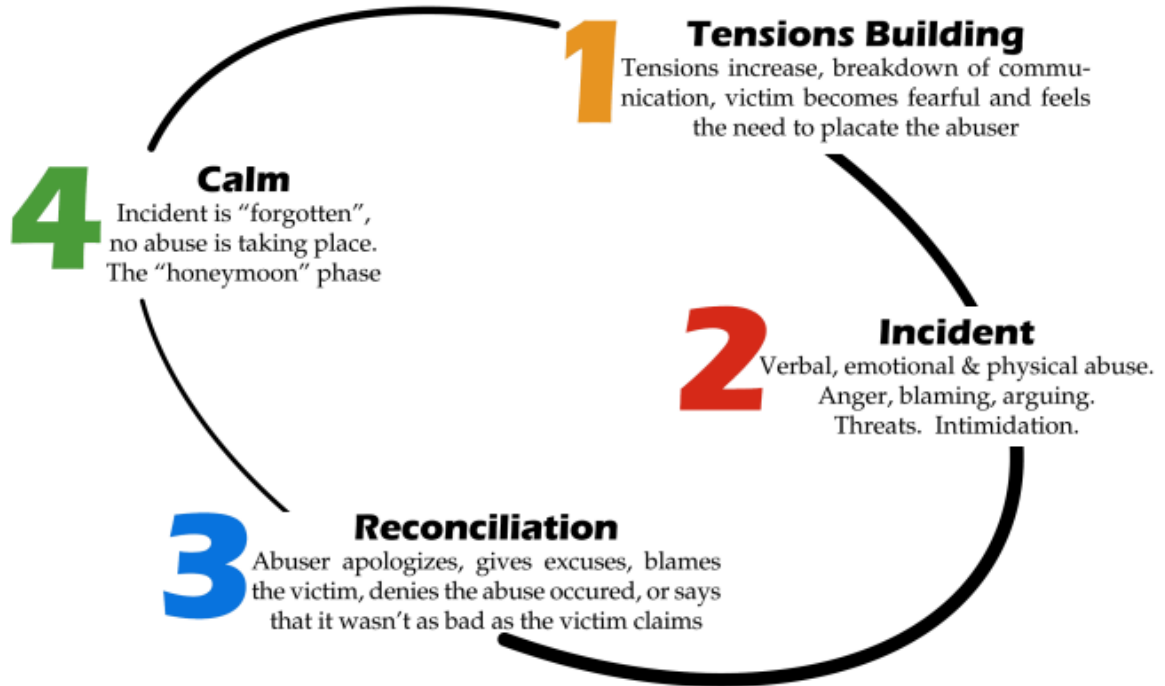 1
Tensions Building
Tensions increase, breakdown of commu-
nication, victim becomes fearful and feels
the need to placate the abuser
2
Incident
Verbal, emotional & physical abuse.
Anger, blaming, arguing.
Threats.  Intimidation.
3
Reconciliation
Abuser apologizes, gives excuses, blames
the victim, denies the abuse occured, or says
that it wasn’t as bad as the victim claims
4
Calm
Incident is “forgotten”,
no abuse is taking place.
The “honeymoon” phase